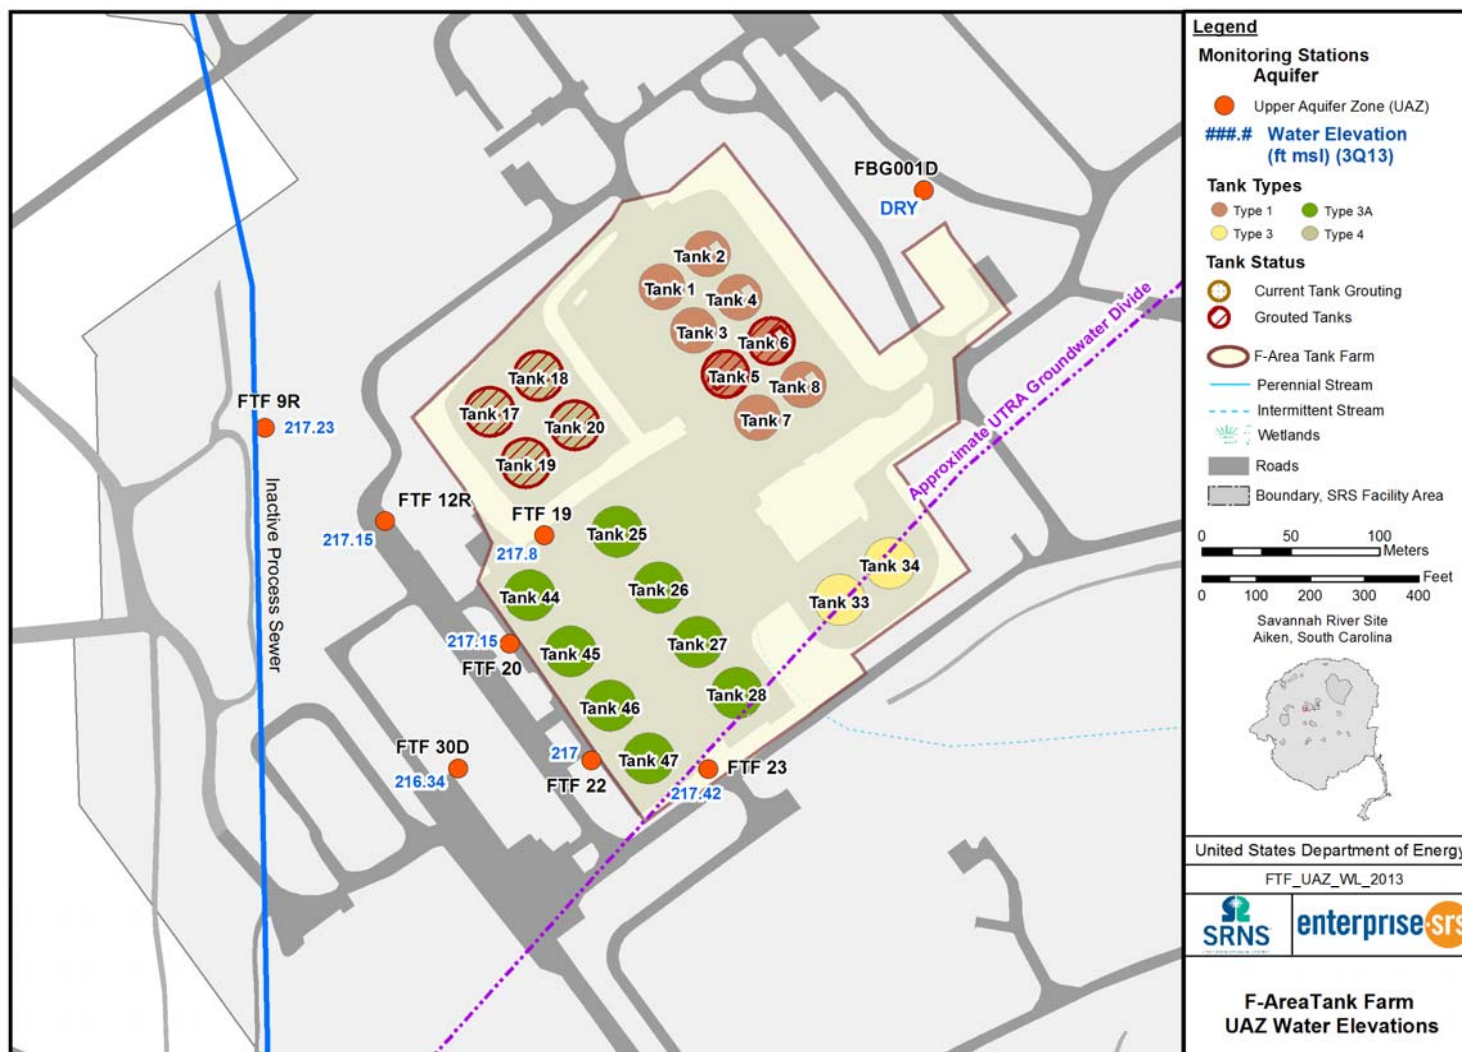 FBG001D
DRY
Tank 2
Tank 1
Tank 4
Tank 3
Tank 6
Tank 5
Tank 8
Tank 7
Approximate UTRA Groundwater Divide
Tank 18
Tank 17
Tank 20
Tank 19
FTF 9R
217.23
Inactive Process Sewer
FTF 12R
217.15
FTF 19
217.8
Tank 25
Tank 34
Tank 33
Tank 44
Tank 26
217.15
FTF 20
Tank 45
Tank 27
Tank 28
Tank 46
FTF 30D
216.34
217
FTF 22
Tank 47
FTF 23
217.42
Legend
Monitoring Stations
Aquifer
Upper Aquifer Zone (UAZ)
###.# Water Elevation
(ft msl) (3Q13)
Tank Types
Type 1 Type 3A
Type 3 Type 4
Tank Status
Current Tank Grouting
Grouted Tanks
F-Area Tank Farm
Perennial Stream
Intermittent Stream
Wetlands
Roads
Boundary, SRS Facility Area
0 50 100
Meters
Feet
0 100 200 300 400
Savannah River Site
Aiken, South Carolina
United States Department of Energy
FTF_UAZ_WL_2013
SRNS
enterprise·srs
F-AreaTank Farm
UAZ Water Elevations